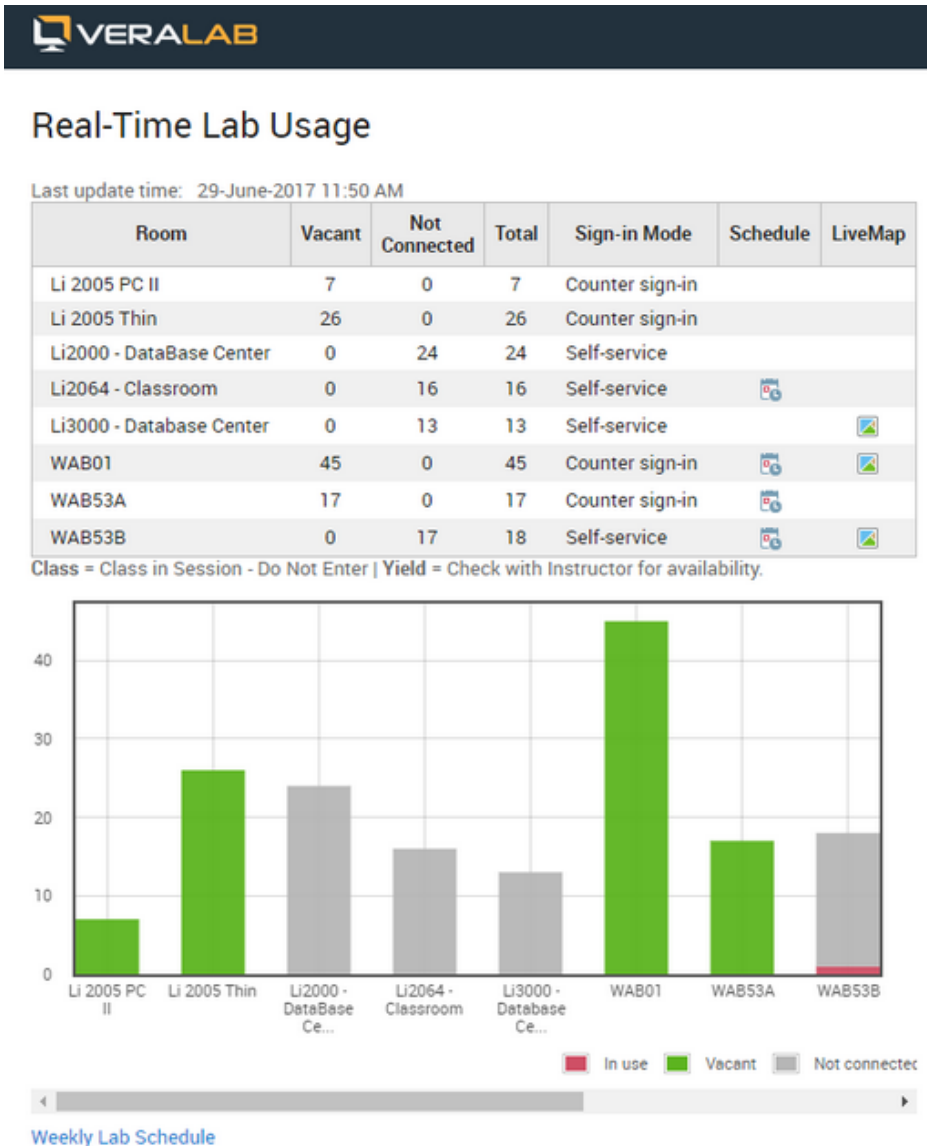 VERALAB
Real-Time Lab Usage
Last update time: 29-June-2017 11:50 AM
Room Vacant Not Connected Total Sign-in Mode Schedule LiveMap
Li 2005 PC II 7 0 7 Counter sign-in
Li 2005 Thin 26 0 26 Counter sign-in
Li2000 - DataBase Center 0 24 24 Self-service
Li2064 - Classroom 0 16 16 Self-service
Li3000 - Database Center 0 13 13 Self-service
WAB01 45 0 45 Counter sign-in
WAB53A 17 0 17 Counter sign-in
WAB53B 0 17 18 Self-service
Class = Class in Session - Do Not Enter | Yield = Check with Instructor for availability.
40
30
20
10
0
Li 2005 PC II
Li 2005 Thin
Li2000 - DataBase Ce...
Li2064 - Classroom
Li3000 - Database Ce...
WAB01
WAB53A
WAB53B
In use Vacant Not connected
Weekly Lab Schedule